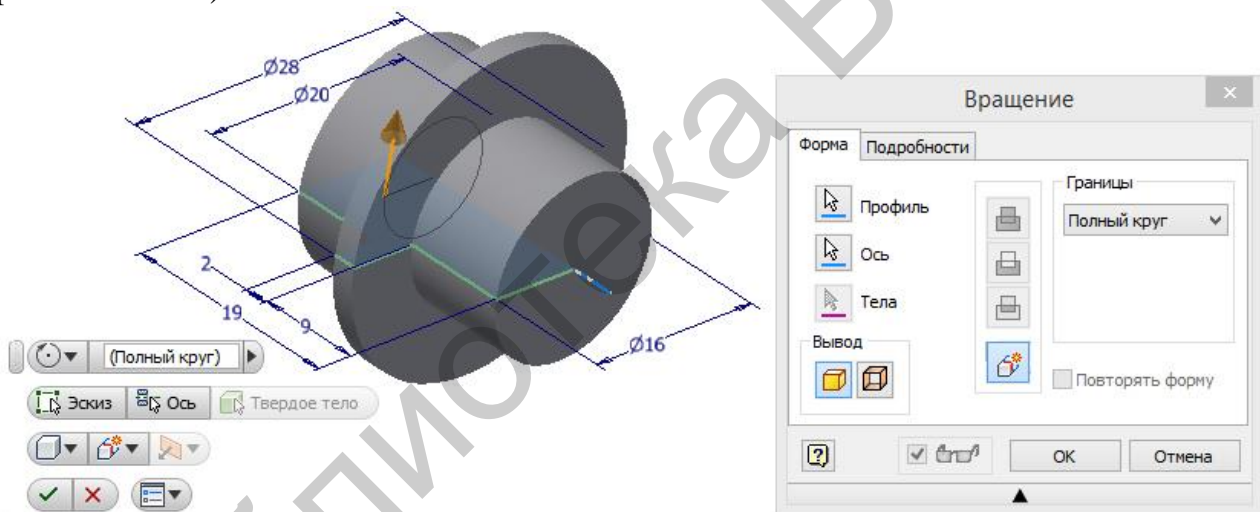 Ø28
Ø20
2
19
9
Ø16
(Полный круг)
Эскиз
Ось
Твердое тело
Вращение
Форма
Подробности
Профиль
Ось
Тела
Вывод
Границы
Полный круг
Повторять форму
ОК
Отмена